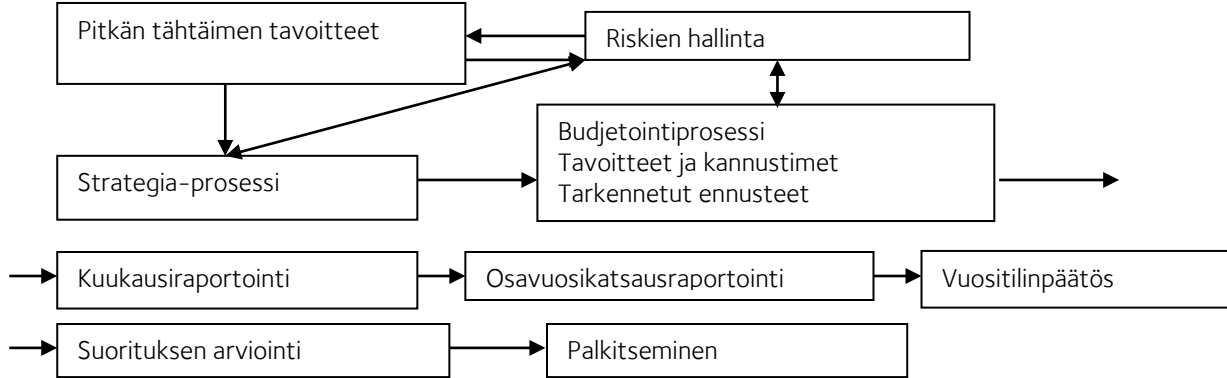 Pitkän tähtäimen tavoitteet
Riskien hallinta
Budjetointiprosessi
Tavoitteet ja kannustimet
Tarkennetut ennusteet
Strategia-prosessi
Kuukausiraportointi
Osavuosikatsausraportointi
Vuositilinpäätös
Suorituksen arviointi
Palkitseminen